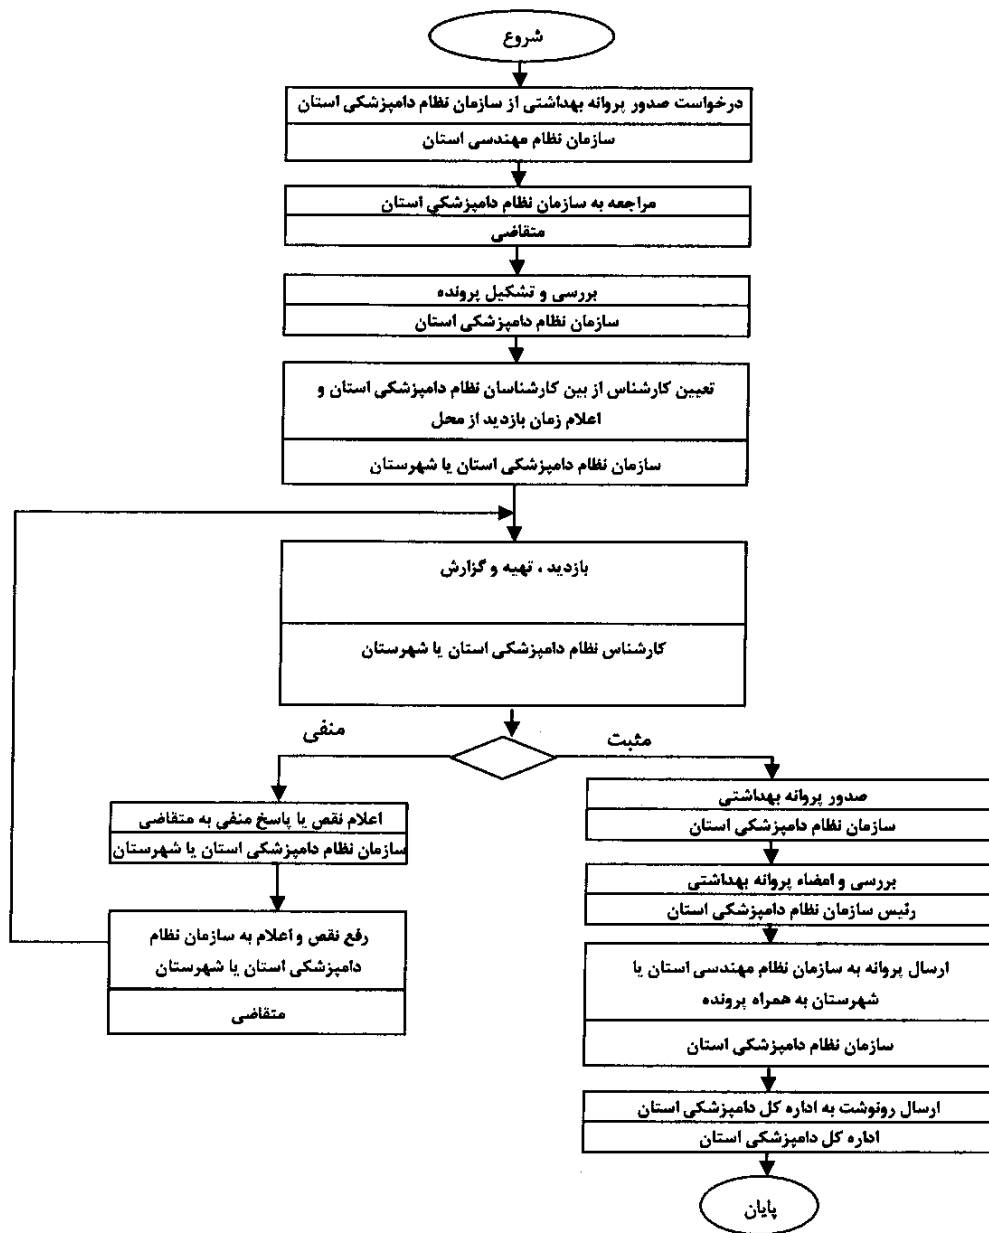 شروع
درخواست صدور پروانه بهداشتی از سازمان نظام دامپزشکی استان
سازمان نظام مهندسی استان
مراجعه به سازمان نظام دامپزشکی استان
متقاضی
بررسی و تشکیل پرونده
سازمان نظام دامپزشکی استان
تعیین کارشناس از بین کارشناسان نظام دامپزشکی استان و
اعلام زمان بازدید از محل
سازمان نظام دامپزشکی استان یا شهرستان
بازدید ، تهیه و گزارش
کارشناس نظام دامپزشکی استان یا شهرستان
مثبت
منفی
صدور پروانه بهداشتی
سازمان نظام دامپزشکی استان
بررسی و امضاء پروانه بهداشتی
رئیس سازمان نظام دامپزشکی استان
ارسال پروانه به سازمان نظام مهندسی استان یا
شهرستان به همراه پرونده
سازمان نظام دامپزشکی استان
ارسال رونوشت به اداره کل دامپزشکی استان
اداره کل دامپزشکی استان
پایان
اعلام نقص یا پاسخ منفی به متقاضی
سازمان نظام دامپزشکی استان یا شهرستان
رفع نقص و اعلام به سازمان نظام
دامپزشکی استان یا شهرستان
متقاضی